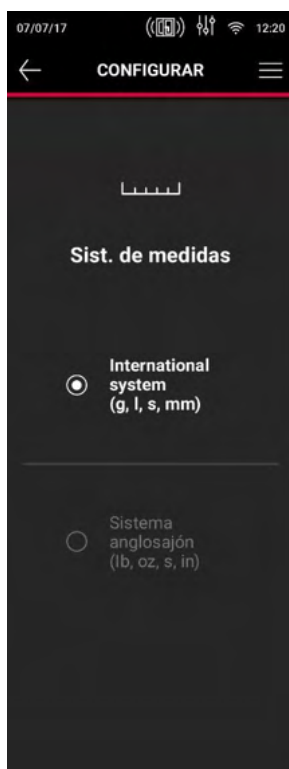 07/07/17 12:20
CONFIGURAR
Sist. de medidas
International
system
(g, l, s, mm)
Sistema
anglosajón
(lb, oz, s, in)